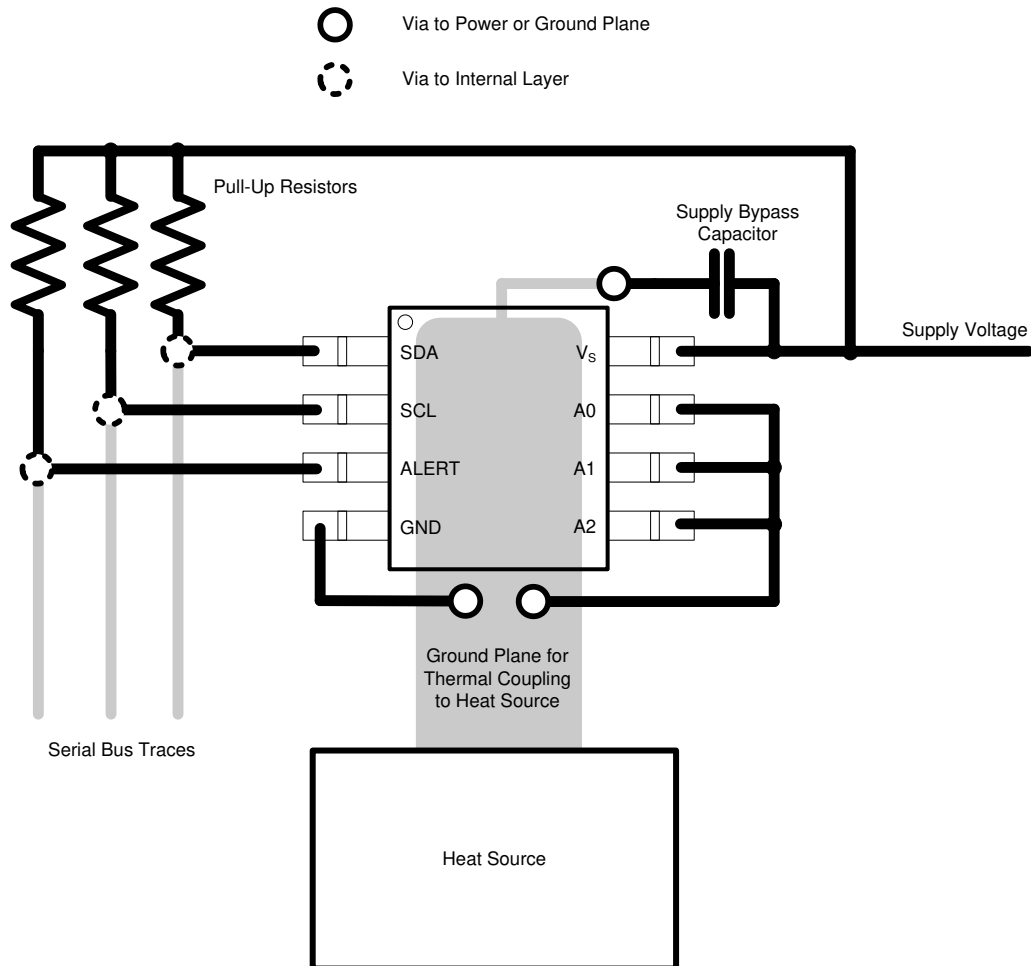 Via to Power or Ground Plane
Via to Internal Layer
Pull-Up Resistors
Supply Bypass
Capacitor
Supply Voltage
SDA
VS
SCL
A0
ALERT
A1
GND
A2
Ground Plane for
Thermal Coupling
to Heat Source
Serial Bus Traces
Heat Source